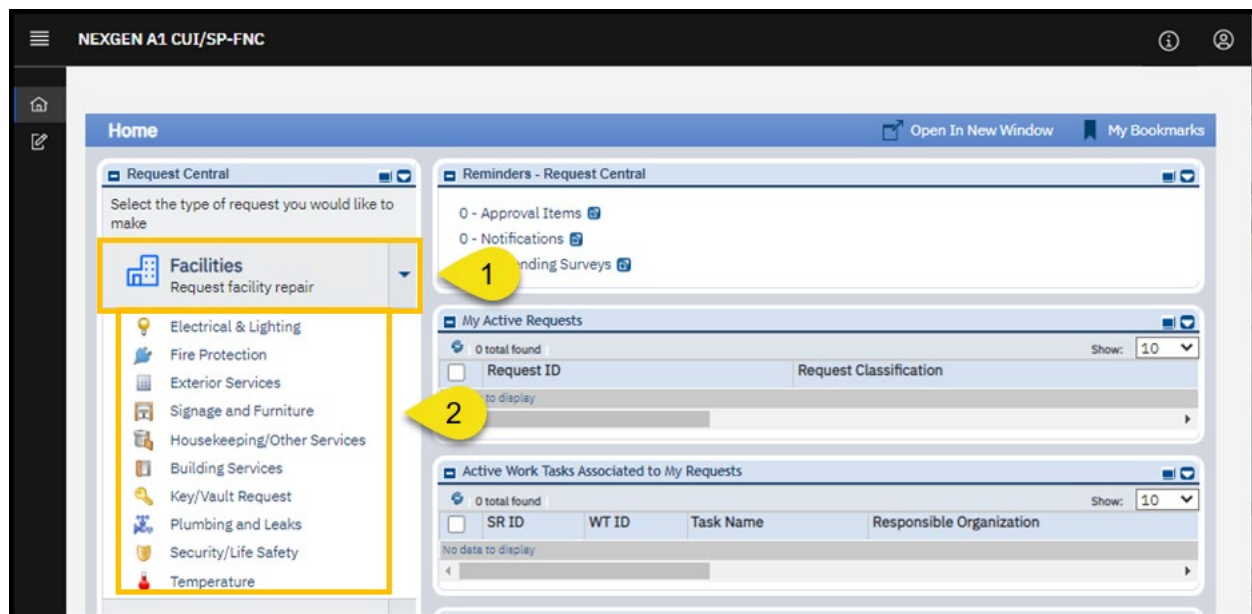 NEXGEN A1 CUI/SP-FNC
Home
Open In New Window
My Bookmarks
Request Central
Select the type of request you would like to
make
Facilities
Request facility repair
1
Electrical & Lighting
Fire Protection
Exterior Services
Signage and Furniture
Housekeeping/Other Services
Building Services
Key/Vault Request
Plumbing and Leaks
Security/Life Safety
Temperature
2
Reminders - Request Central
0 - Approval Items
0 - Notifications
Surveys
My Active Requests
0 total found
Show: 10
Request ID Request Classification
to display
Active Work Tasks Associated to My Requests
0 total found
Show: 10
SR ID WT ID Task Name Responsible Organization
No data to display